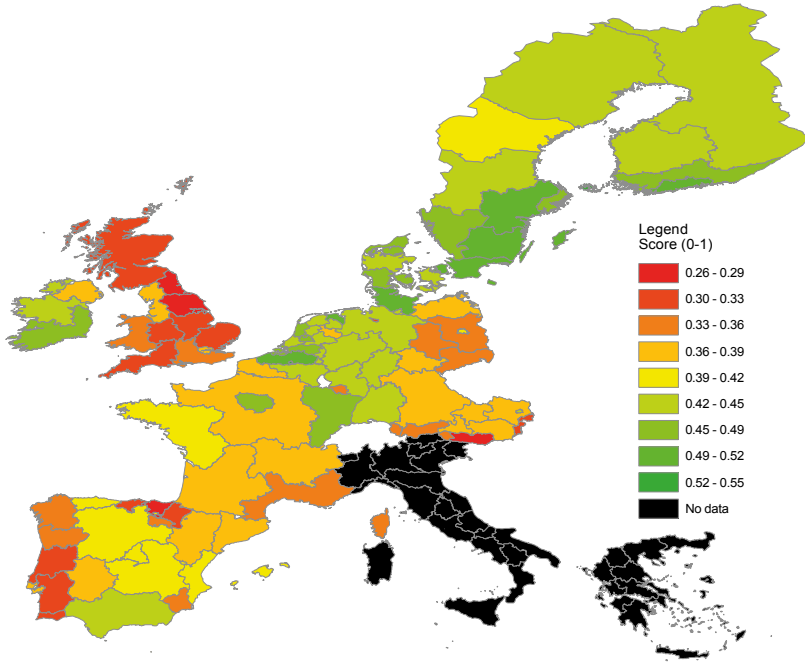 Legend
Score (0-1)
0.26 - 0.29
0.30 - 0.33
0.33 - 0.36
0.36 - 0.39
0.39 - 0.42
0.42 - 0.45
0.45 - 0.49
0.49 - 0.52
0.52 - 0.55
No data